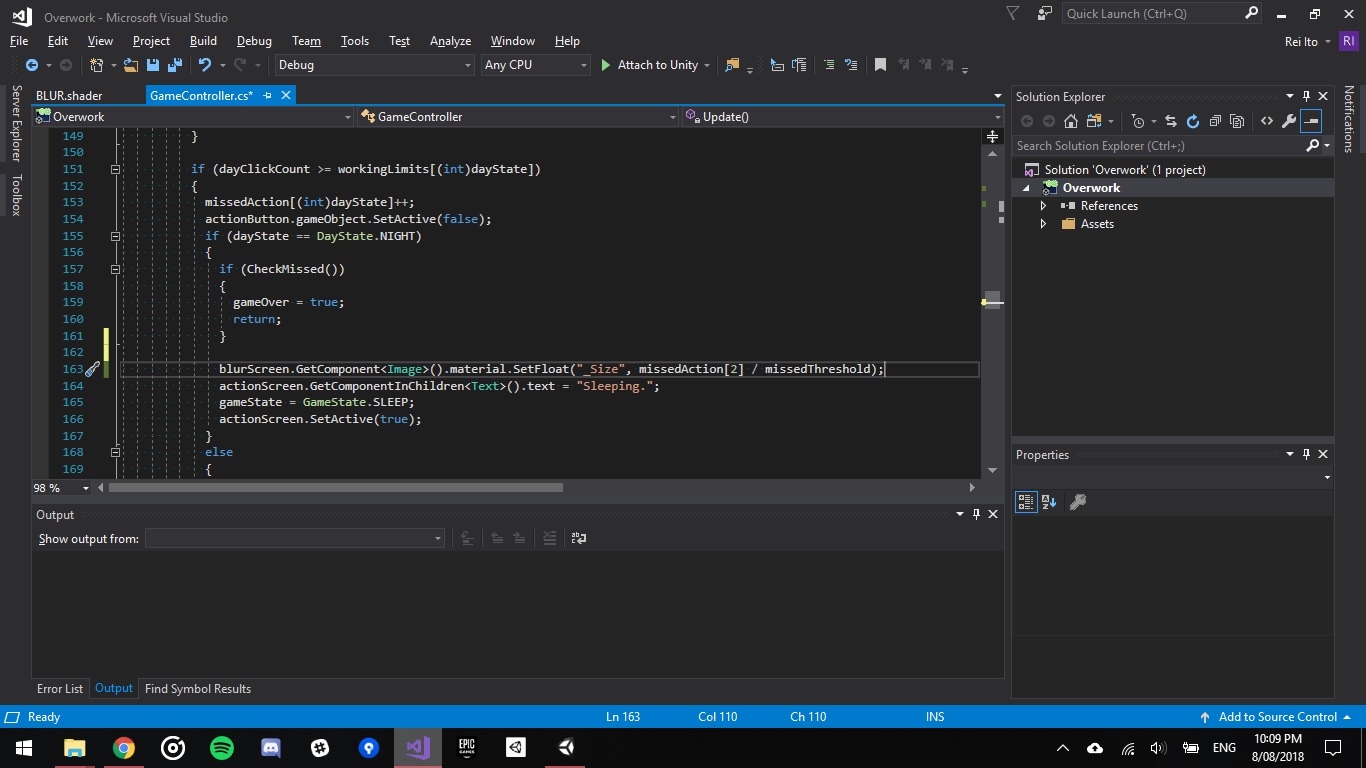 Overwork - Microsoft Visual Studio
Quick Launch (Ctrl+Q)
File Edit View Project Build Debug Team Tools Test Analyze Window Help
Rei Ito RI
Debug Any CPU Attach to Unity
Server Explorer
Toolbox
BLUR.shader GameController.cs*
Overwork GameController Update()
149 }
150
151 if (dayClickCount >= workingLimits[(int)dayState])
152 {
153 missedAction[(int)dayState]++;
154 actionButton.gameObject.SetActive(false);
155 if (dayState == DayState.NIGHT)
156 {
157 if (CheckMissed())
158 {
159 gameOver = true;
160 return;
161 }
162
163 blurScreen.GetComponent<Image>().material.SetFloat("_Size", missedAction[2] / missedThreshold);
164 actionScreen.GetComponentInChildren<Text>().text = "Sleeping.";
165 gameState = GameState.SLEEP;
166 actionScreen.SetActive(true);
167 }
168 else
169 {
98 %
Output
Show output from:
Error List Output Find Symbol Results
Solution Explorer
Search Solution Explorer (Ctrl+;)
Solution 'Overwork' (1 project)
Overwork
References
Assets
Properties
Notifications
Ready Ln 163 Col 110 Ch 110 INS Add to Source Control
EPIC GAMES
ENG
10:09 PM
8/08/2018